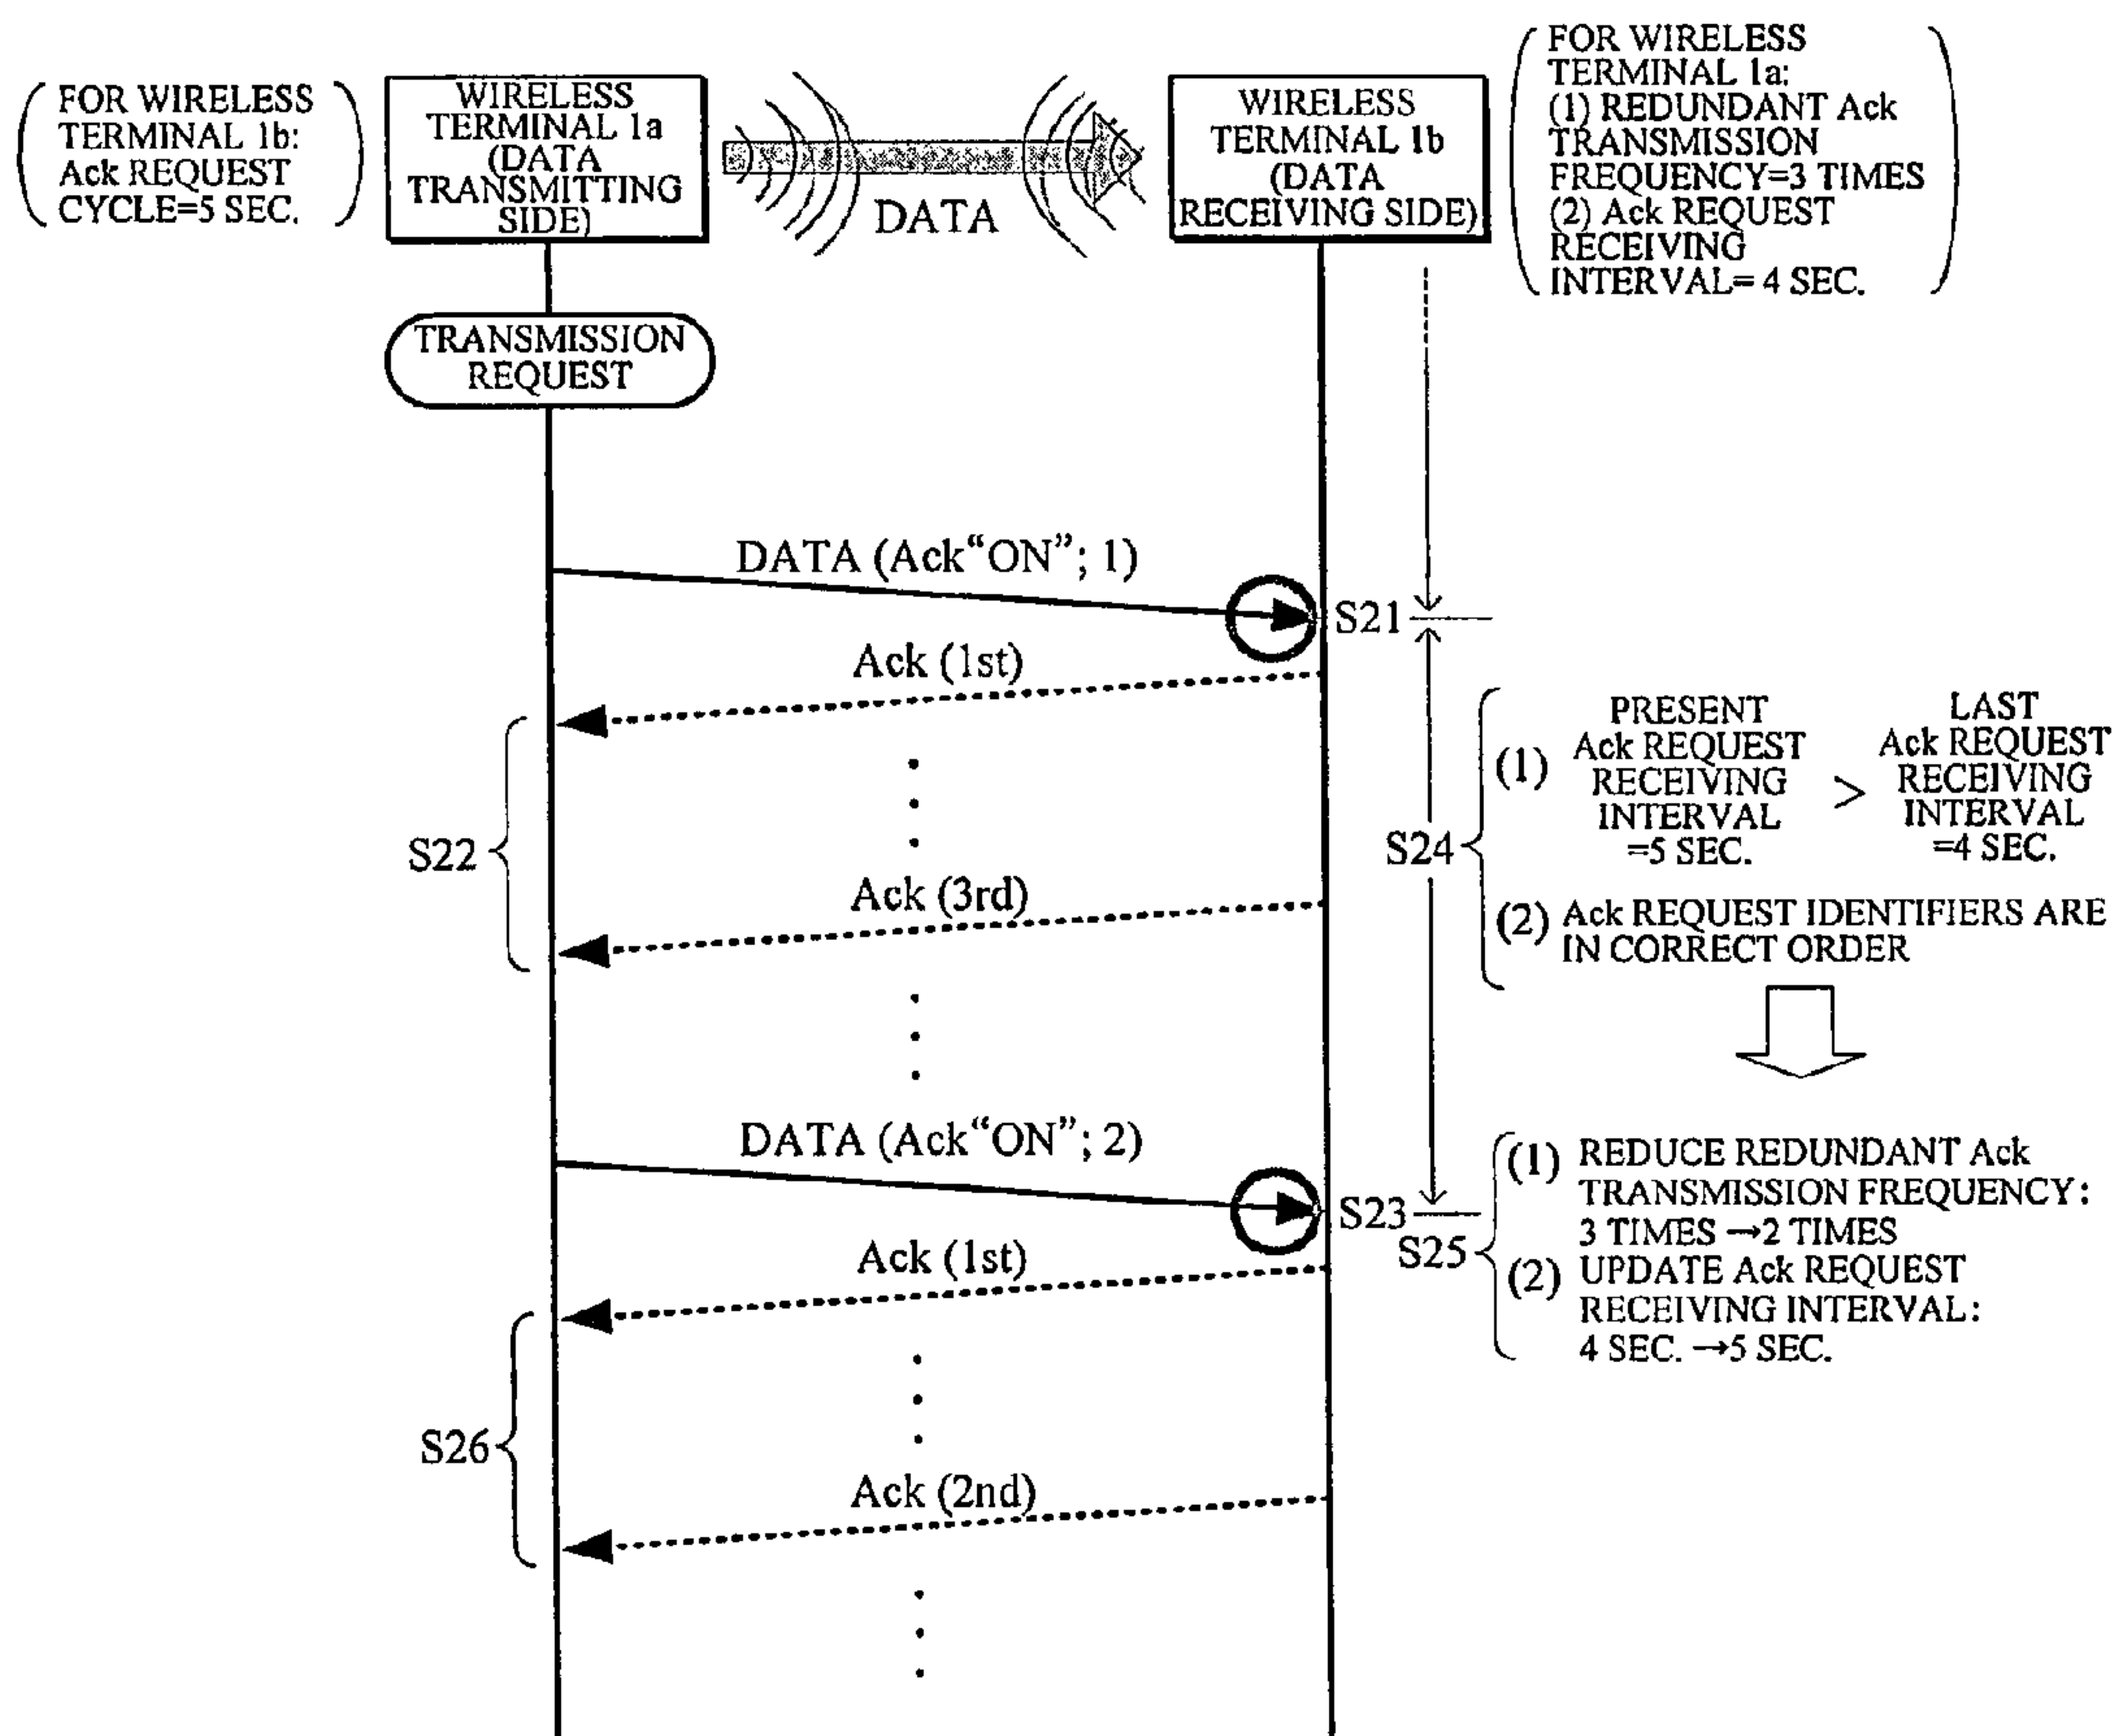 FOR WIRELESS
TERMINAL 1b:
Ack REQUEST
CYCLE=5 SEC.
WIRELESS
TERMINAL 1a
(DATA
TRANSMITTING
SIDE)
DATA
WIRELESS
TERMINAL 1b
(DATA
RECEIVING SIDE)
FOR WIRELESS
TERMINAL 1a:
(1) REDUNDANT Ack
TRANSMISSION
FREQUENCY=3 TIMES
(2) Ack REQUEST
RECEIVING
INTERVAL= 4 SEC.
TRANSMISSION
REQUEST
DATA (Ack“ON”; 1)
S21
Ack (1st)
S22
Ack (3rd)
S24
(1)
PRESENT
Ack REQUEST
RECEIVING
INTERVAL
=5 SEC.
>
LAST
Ack REQUEST
RECEIVING
INTERVAL
=4 SEC.
(2) Ack REQUEST IDENTIFIERS ARE
IN CORRECT ORDER
DATA (Ack“ON”; 2)
S23
Ack (1st)
S25
(1) REDUCE REDUNDANT Ack
TRANSMISSION FREQUENCY:
3 TIMES →2 TIMES
(2) UPDATE Ack REQUEST
RECEIVING INTERVAL:
4 SEC. →5 SEC.
S26
Ack (2nd)